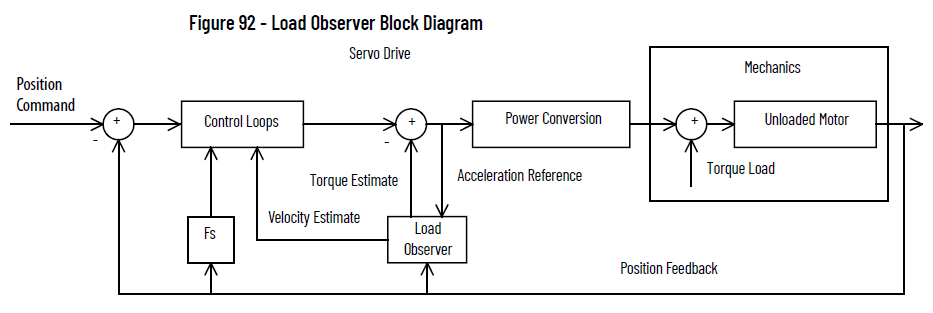 Figure 92 - Load Observer Block Diagram
Servo Drive
Mechanics
Position
Command
+
-
Control Loops
+
-
Power Conversion
+
Unloaded Motor
Torque Load
Torque Estimate
Acceleration Reference
Velocity Estimate
Fs
Load
Observer
Position Feedback